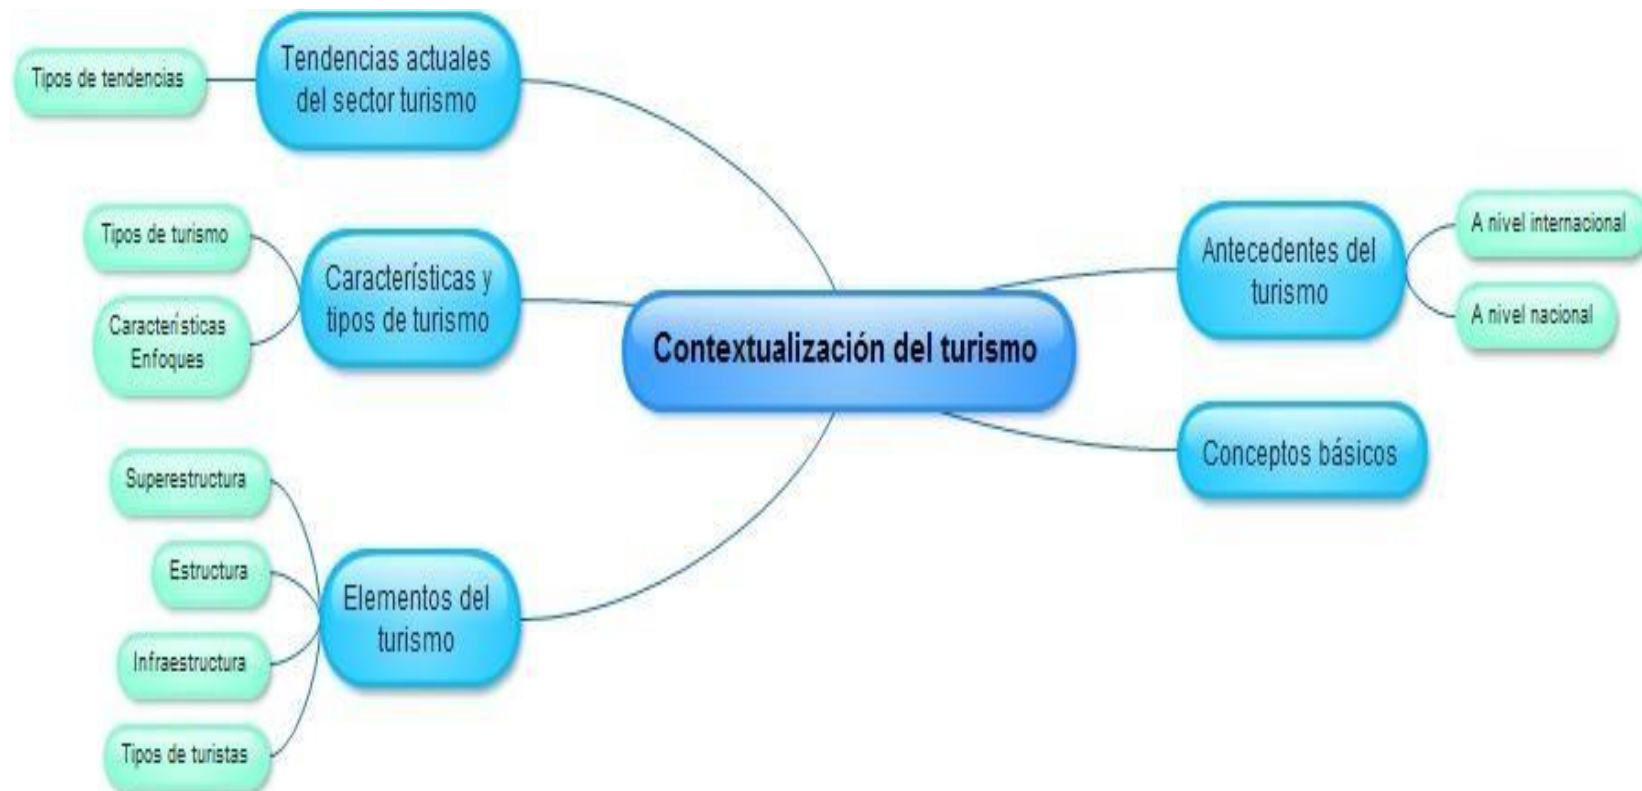 Tendencias actuales
del sector turismo
Tipos de tendencias
Características y
tipos de turismo
Tipos de turismo
Características
Enfoques
Elementos del
turismo
Superestructura
Estructura
Infraestructura
Tipos de turistas
Contextualización del turismo
Antecedentes del
turismo
A nivel internacional
A nivel nacional
Conceptos básicos